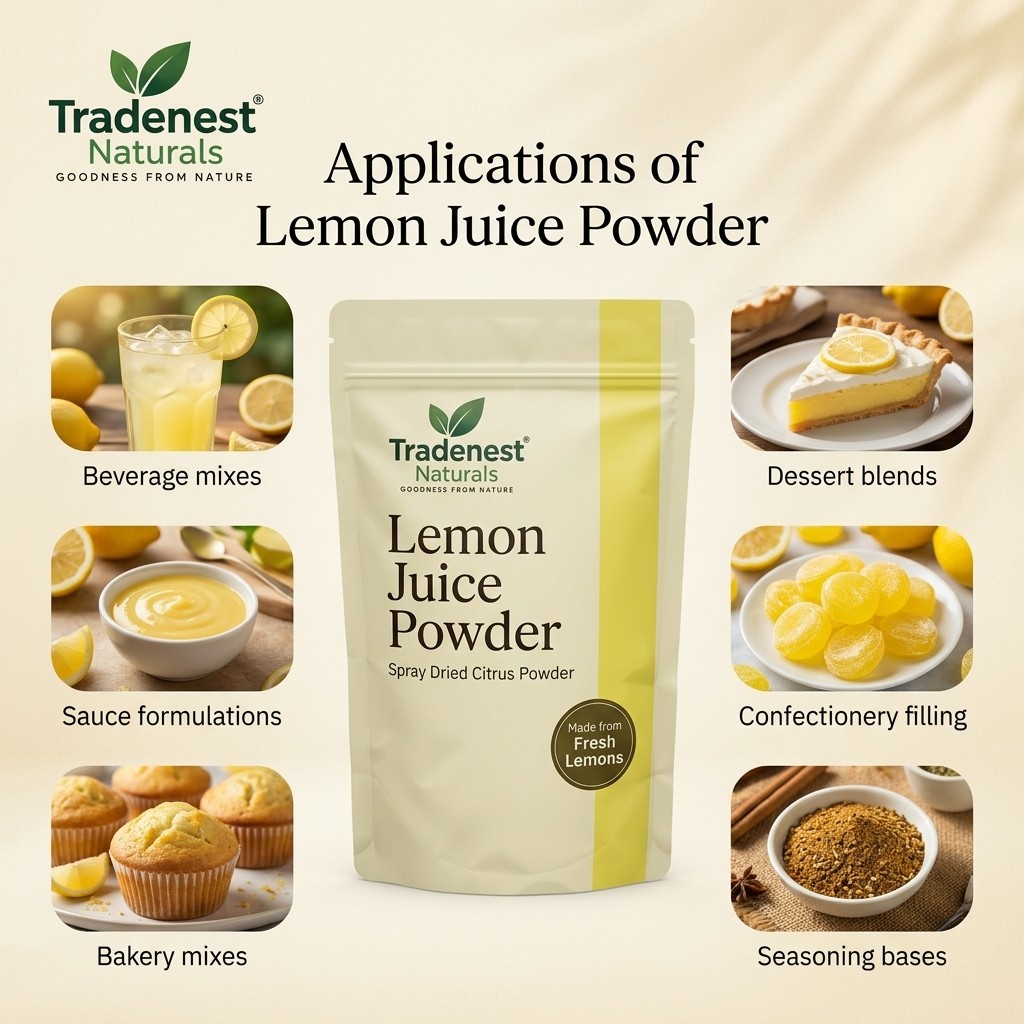 Tradenest®
Naturals
GOODNESS FROM NATURE
Applications of
Lemon Juice Powder
Beverage mixes
Sauce formulations
Bakery mixes
Tradenest®
Naturals
GOODNESS FROM NATURE
Lemon
Juice
Powder
Spray Dried Citrus Powder
Made from
Fresh
Lemons
Dessert blends
Confectionery filling
Seasoning bases